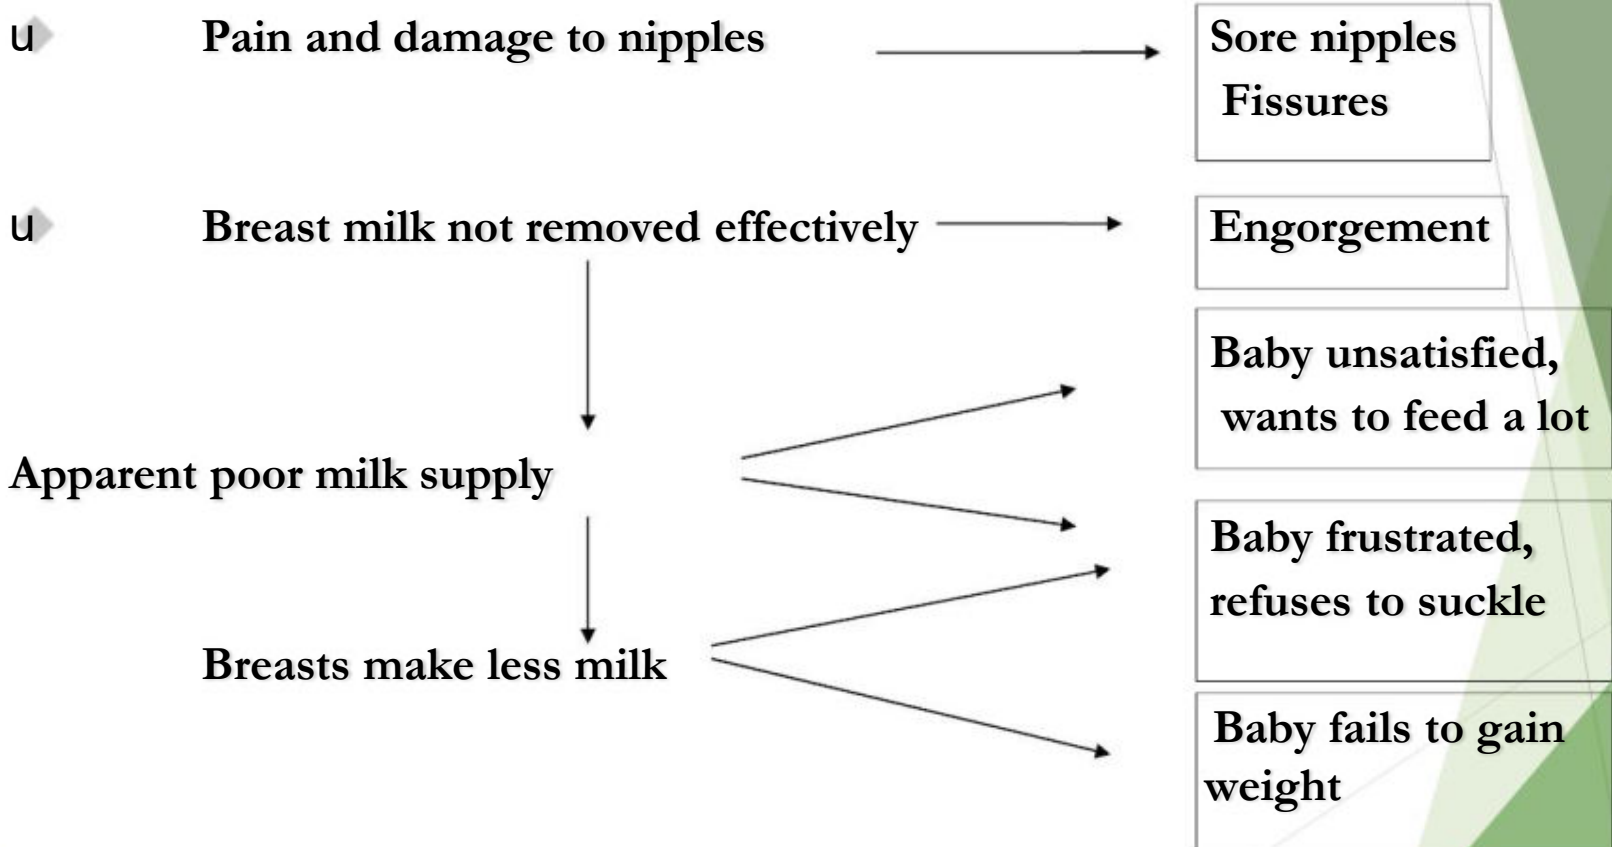 u Pain and damage to nipples
Sore nipples
Fissures
u Breast milk not removed effectively
Engorgement
Baby unsatisfied,
wants to feed a lot
Apparent poor milk supply
Baby frustrated,
refuses to suckle
Breasts make less milk
Baby fails to gain
weight